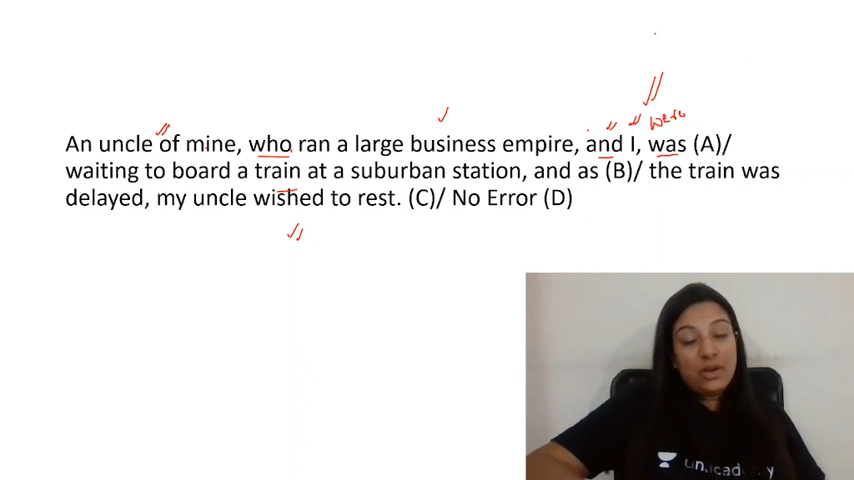 were
An uncle of mine, who ran a large business empire, and I, was (A)/
waiting to board a train at a suburban station, and as (B)/ the train was
delayed, my uncle wished to rest. (C)/ No Error (D)
unacademy